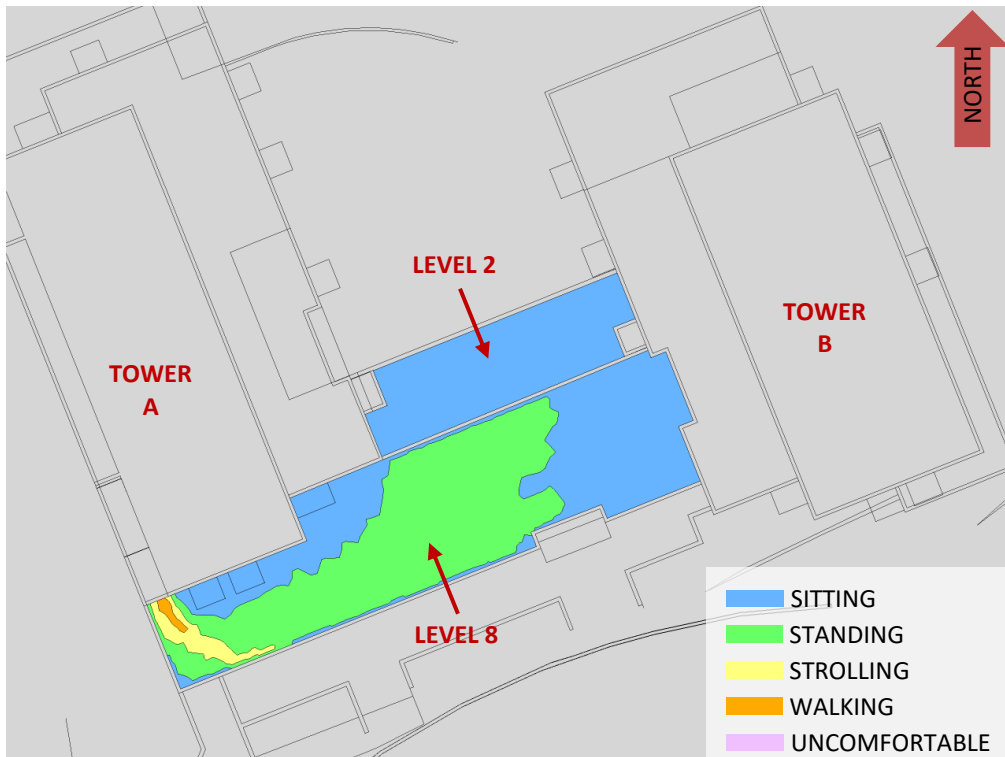 NORTH
LEVEL 2
TOWER
B
TOWER
A
LEVEL 8
SITTING
STANDING
STROLLING
WALKING
UNCOMFORTABLE